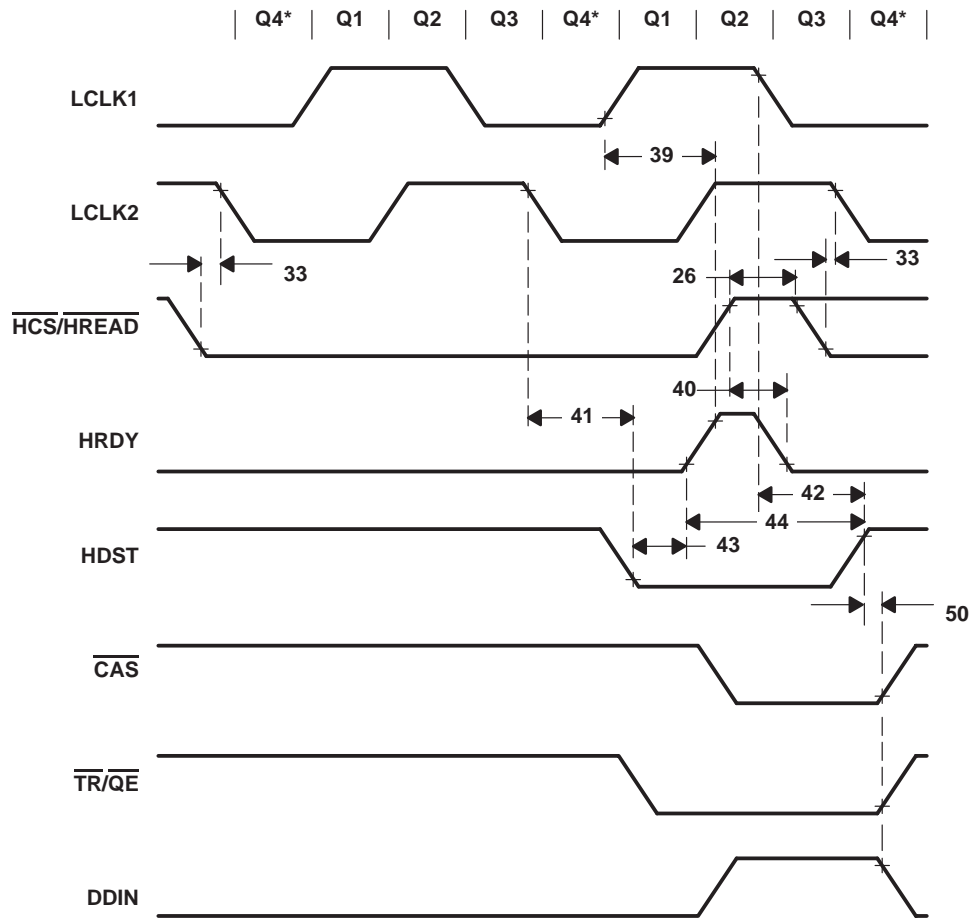 Q4* Q1 Q2 Q3 Q4* Q1 Q2 Q3 Q4*
LCLK1
39
LCLK2
33 26 33
HCS/HREAD
40
41
HRDY
42
44
43
HDST
50
CAS
TR/QE
DDIN